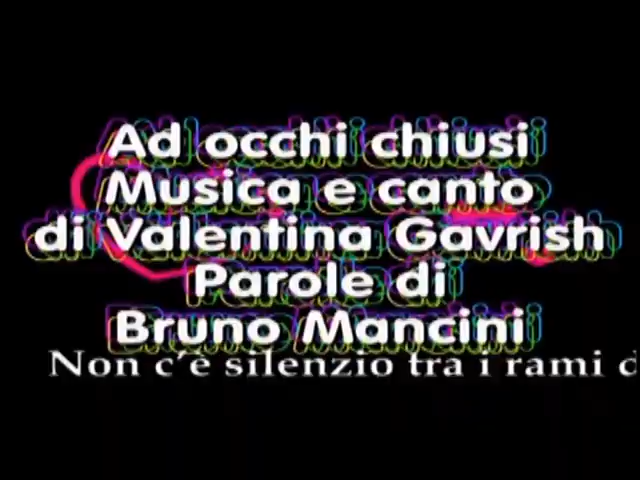 Ad occhi chiusi
Musica e canto
di Valentina Gavrish
Parole di
Bruno Mancini
Non c'è silenzio tra i rami